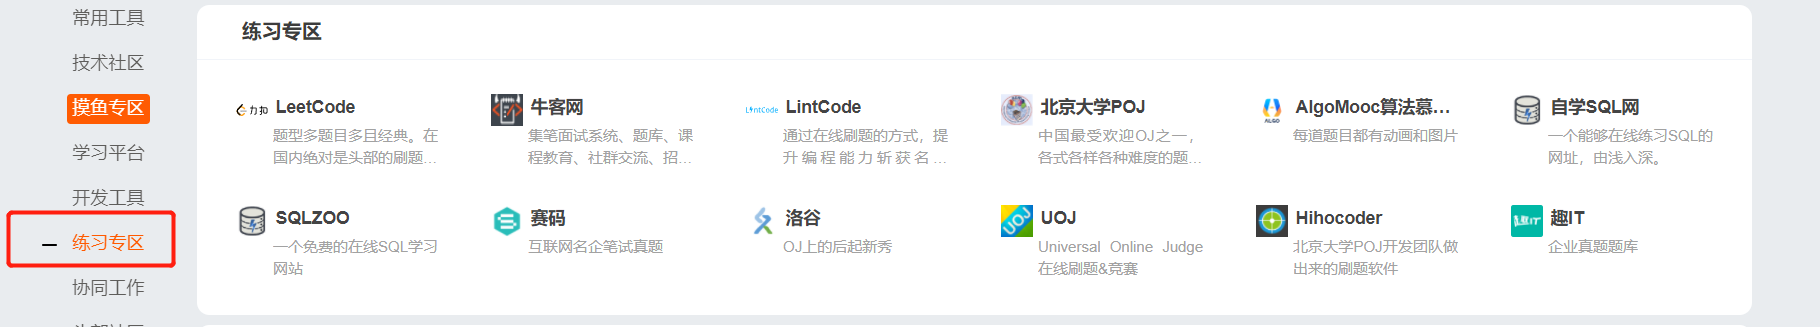 常用工具
技术社区
摸鱼专区
学习平台
开发工具
练习专区
协同工作
练习专区
力扣 LeetCode
题型多题目多且经典。在
国内绝对是头部的刷题...
牛客网
集笔面试系统、题库、课
程教育、社群交流、招...
LintCode LintCode
通过在线刷题的方式，提
升编程能力斩获名...
北京大学POJ
中国最受欢迎OJ之一，
各式各样各种难度的题...
ALGO AlgoMooc算法慕...
每道题目都有动画和图片
自学SQL网
一个能够在线练习SQL的
网址，由浅入深。
SQLZOO
一个免费的在线SQL学习
网站
赛码
互联网名企笔试真题
洛谷
OJ上的后起新秀
UOJ UOJ
Universal Online Judge
在线刷题&竞赛
Hihocoder
北京大学POJ开发团队做
出来的刷题软件
趣IT
企业真题题库